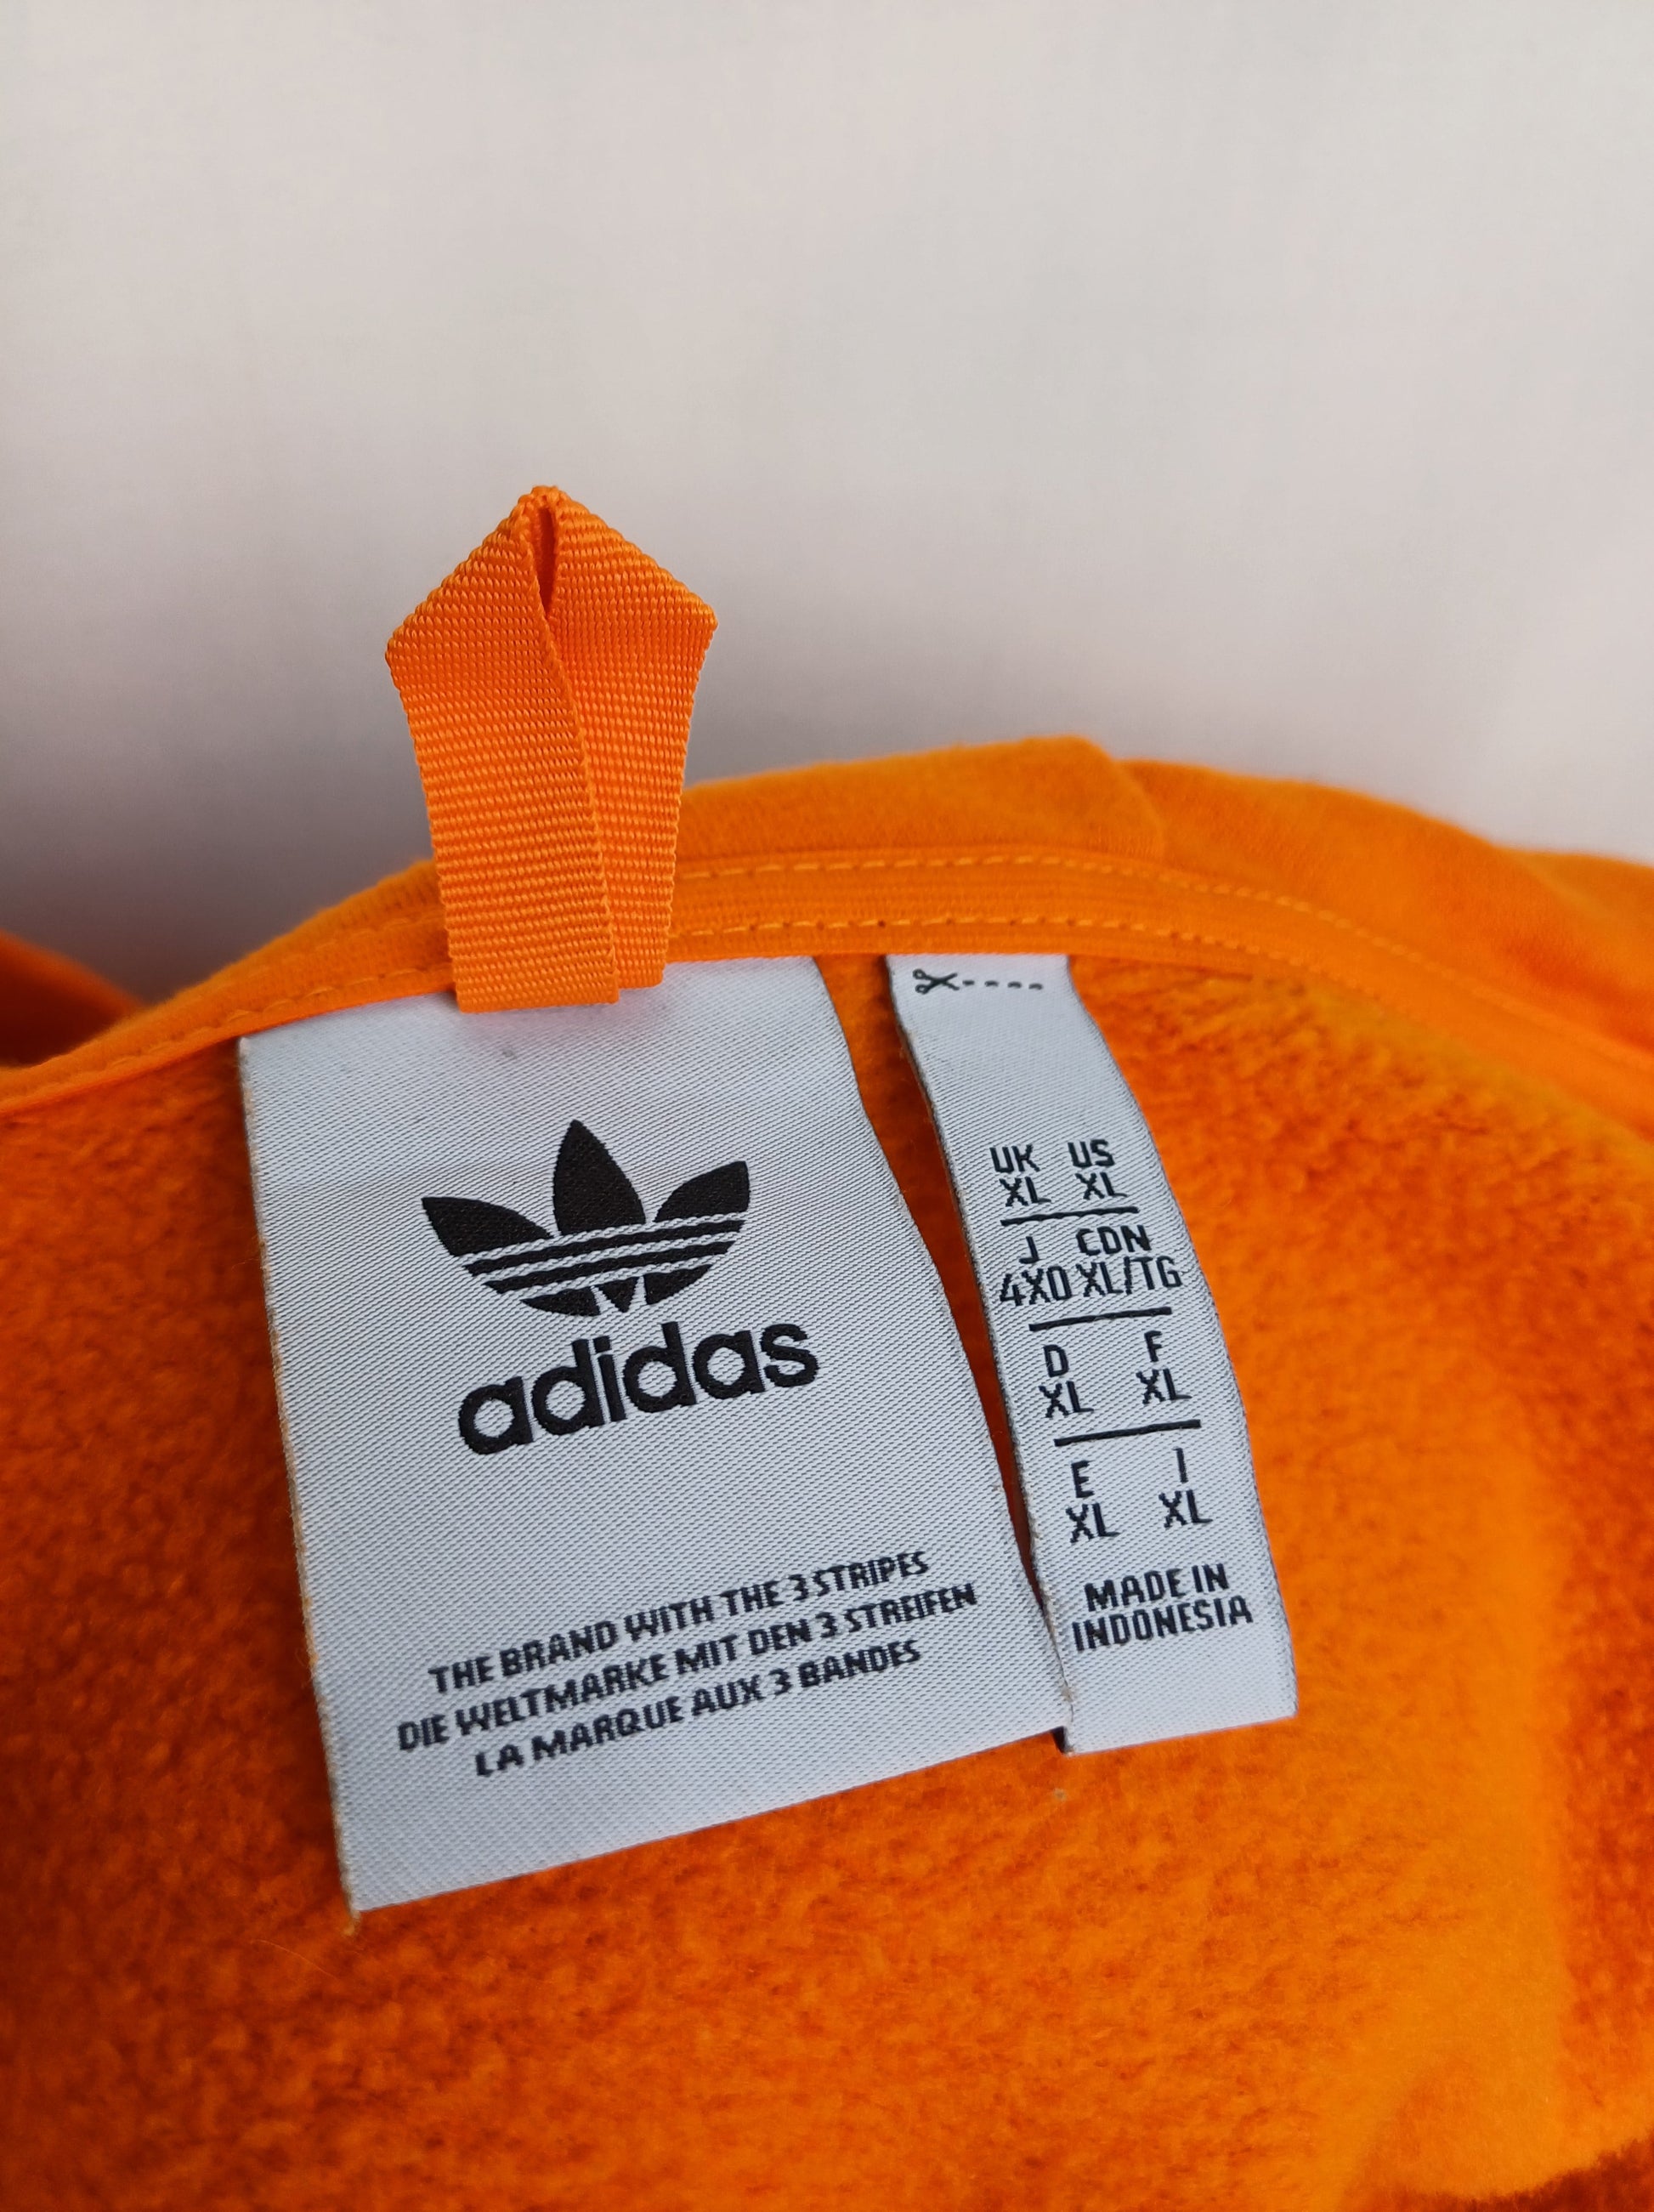 adidas
THE BRAND WITH THE 3 STRIPES
DIE WELTMARKE MIT DEN 3 STREIFEN
LA MARQUE AUX 3 BANDES
UK US
XL XL
J CDN
4XO XL/TG
D F
XL XL
E I
XL XL
MADE IN
INDONESIA